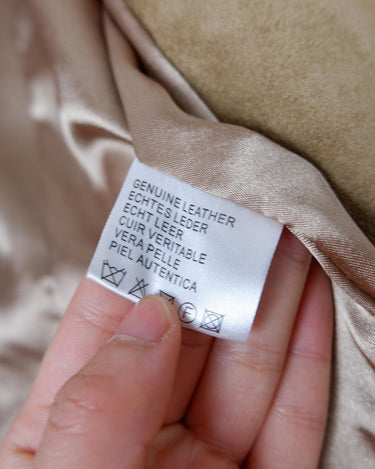 GENUINE LEATHER
ECHTES LEDER
ECHT LEER
CUIR VERITABLE
VERA PELLE
PIEL AUTENTICA
F